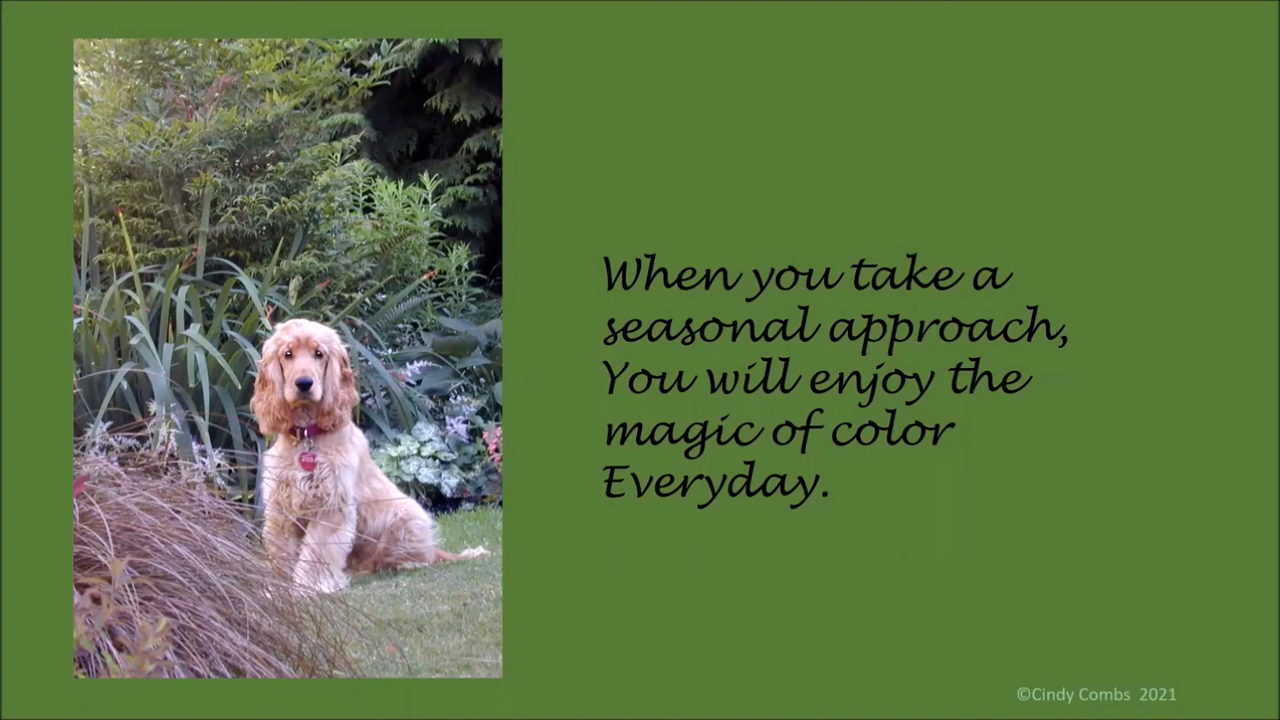 When you take a
seasonal approach,
You will enjoy the
magic of color
Everyday.
©Cindy Combs 2021